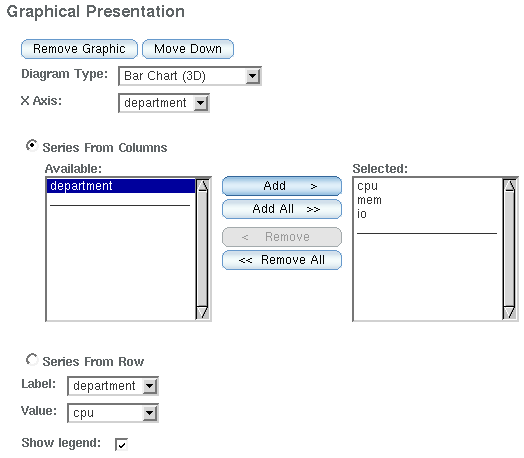 Graphical Presentation
Remove Graphic Move Down
Diagram Type: Bar Chart (3D)
X Axis: department
Series From Columns
Available: Selected:
department Add > cpu
mem
Add All >> io
< Remove
<< Remove All
Series From Row
Label: department
Value: cpu
Show legend: